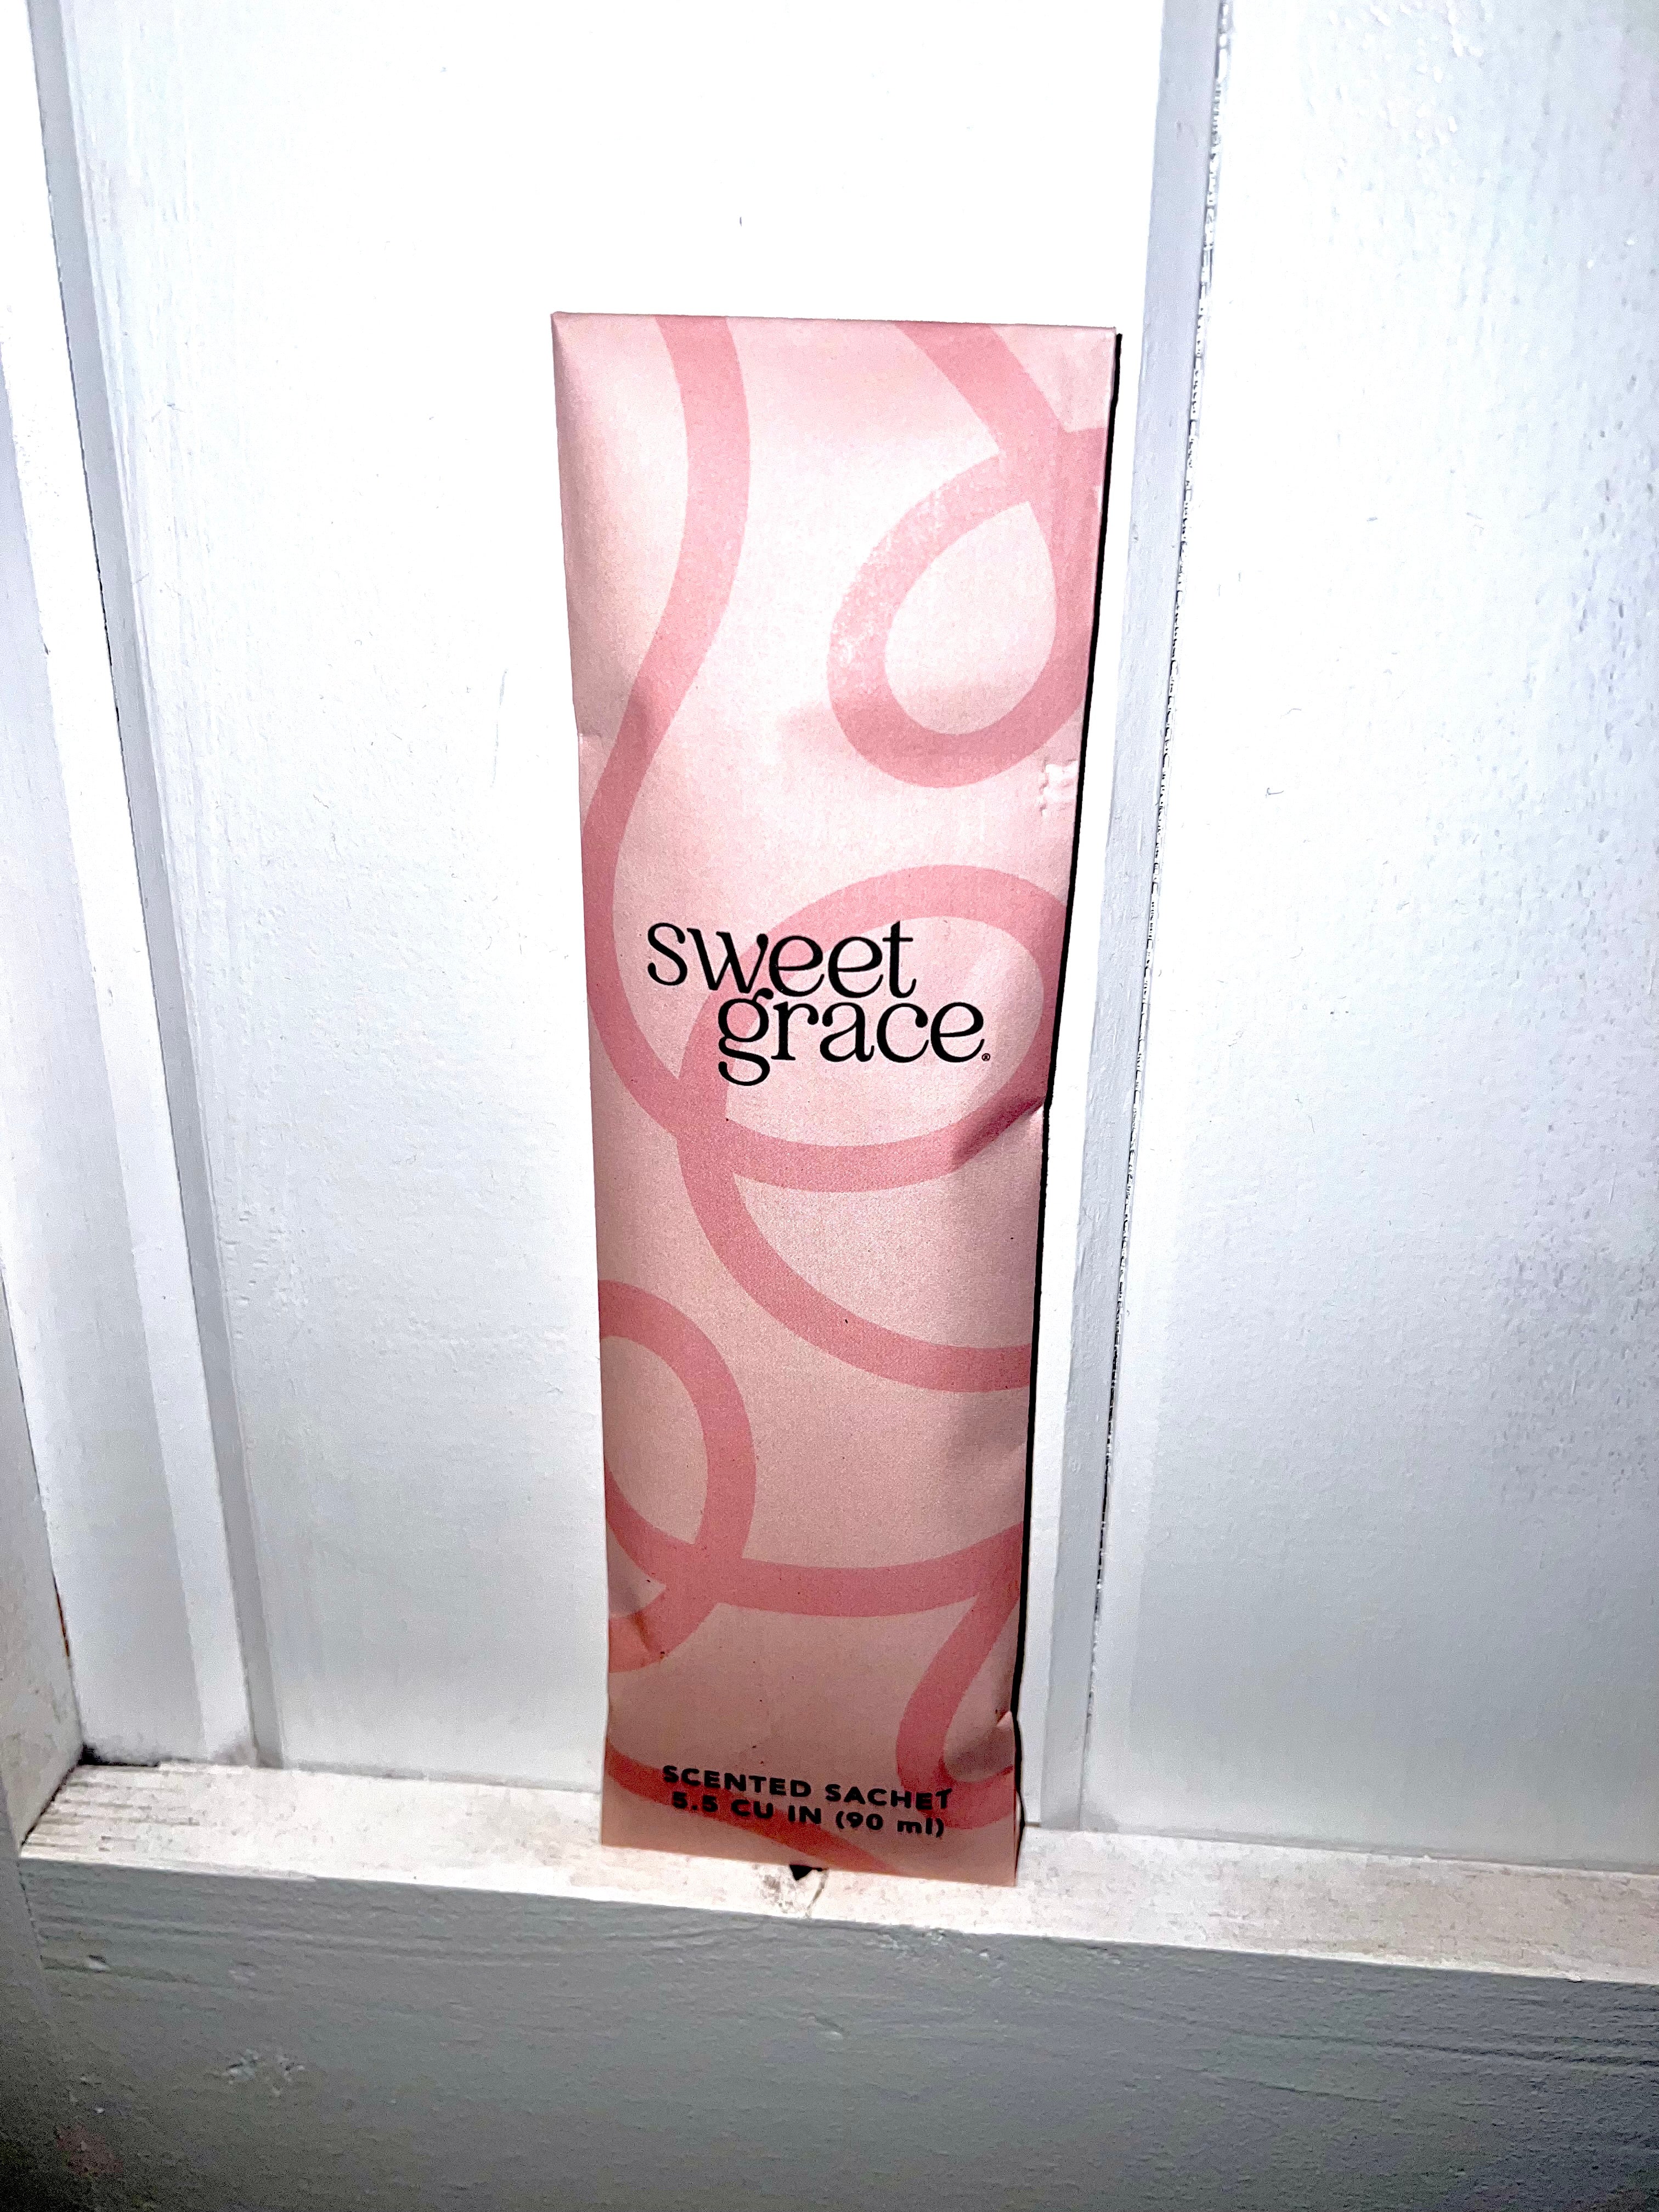 sweet
grace®
SCENTED SACHET
5.5 CU IN (90 ml)